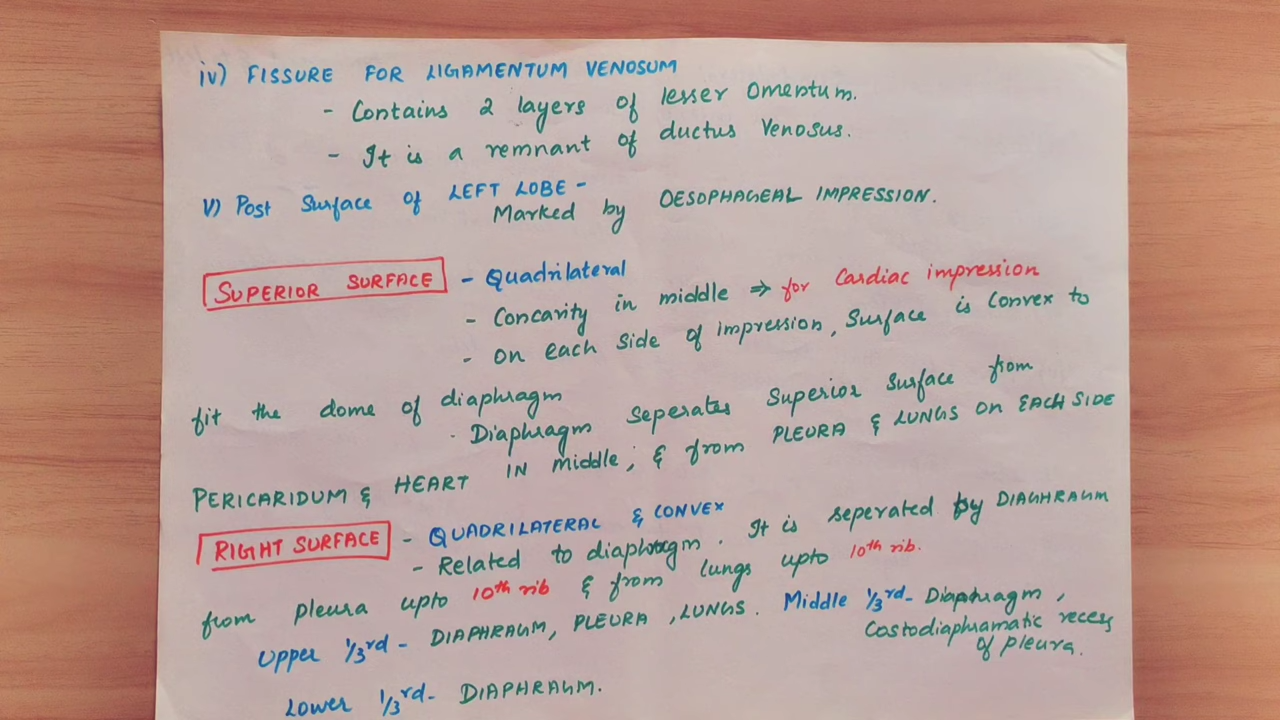 iv) FISSURE FOR LIGAMENTUM VENOSUM
- Contains 2 layers of lesser Omentum.
- It is a remnant of ductus Venosus.
V) Post Surface of LEFT LOBE -
Marked by OESOPHAGEAL IMPRESSION.
SUPERIOR SURFACE - Quadrilateral
- Concavity in middle ⇒ for Cardiac impression
- On each side of impression, Surface is Convex to
fit the dome of diaphragm
. Diaphragm seperates Superior Surface from
PERICARIDUM & HEART IN middle; & from PLEURA & LUNGS ON EACH SIDE
RIGHT SURFACE - QUADRILATERAL & CONVEX
- Related to diaphragm. It is seperated by DIAGHRAGM
from pleura upto 10th rib & from lungs upto 10th rib.
Upper 1/3rd - DIAPHRAGM, PLEURA, LUNGS. Middle 1/3rd - Diaphragm,
Costodiaphramatic recess
of pleura.
Lower 1/3rd - DIAPHRAGM.